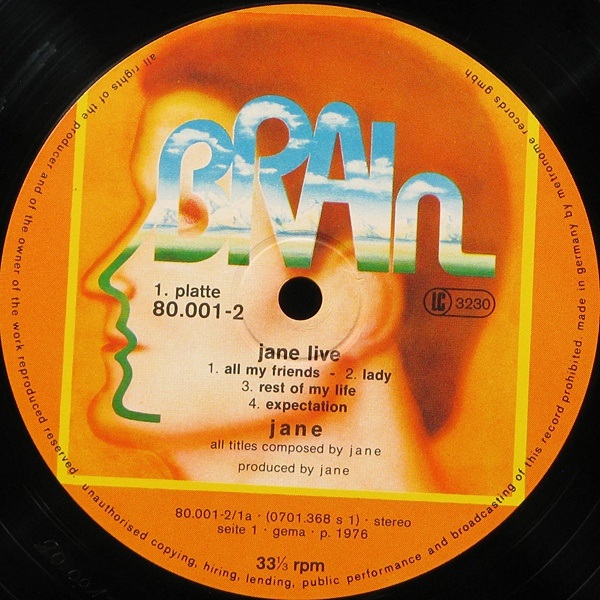 BRAIn
1. platte
80.001-2
LC 3230
jane live
1. all my friends - 2. lady
3. rest of my life
4. expectation
jane
all titles composed by jane
produced by jane
80.001-2/1a · (0701.368 s 1) · stereo
seite 1 · gema · p. 1976
33⅓ rpm
all rights of the producer and of the owner of the work reproduced reserved. unauthorised copying, hiring, lending, public performance and broadcasting of this record prohibited. made in germany by metronome records gmbh